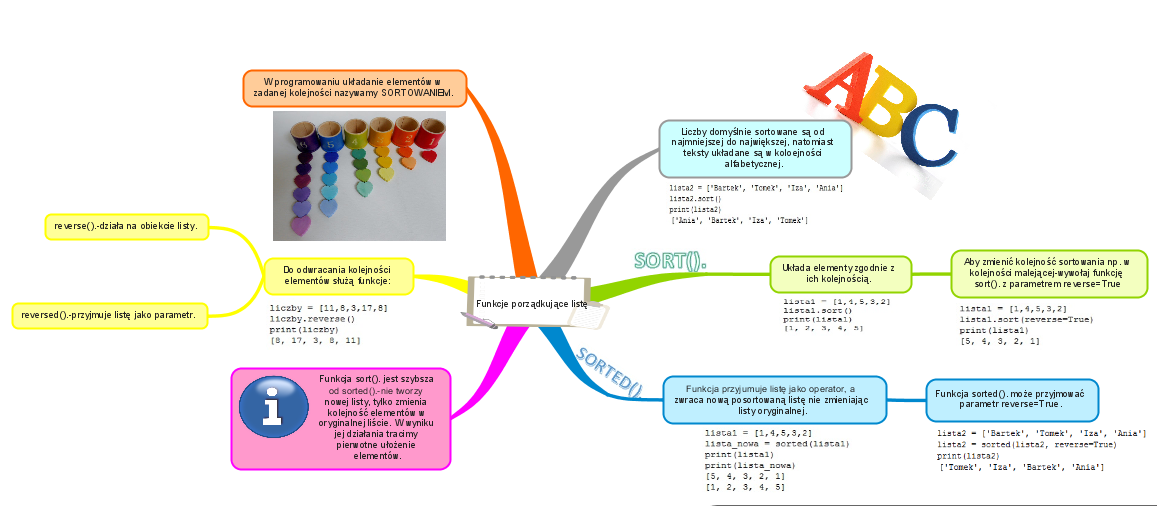 W programowaniu układanie elementów w
zadanej kolejności nazywamy SORTOWANIEM.
ABC
Liczby domyślnie sortowane są od
najmniejszej do największej, natomiast
teksty układane są w koloejności
alfabetycznej.
lista2 = ['Bartek', 'Tomek', 'Iza', 'Ania']
lista2.sort()
print(lista2)
['Ania', 'Bartek', 'Iza', 'Tomek']
reverse().-działa na obiekcie listy.
Do odwracania kolejności
elementów służą funkcje:
reversed().-przyjmuje listę jako parametr.
liczby = [11,8,3,17,8]
liczby.reverse()
print(liczby)
[8, 17, 3, 8, 11]
Funkcje porządkujące listę
SORT().
Układa elementy zgodnie z
ich kolejnością.
lista1 = [1,4,5,3,2]
lista1.sort()
print(lista1)
[1, 2, 3, 4, 5]
Aby zmienić kolejność sortowania np. w
kolejności malejącej-wywołaj funkcję
sort(). z parametrem reverse=True
lista1 = [1,4,5,3,2]
lista1.sort(reverse=True)
print(lista1)
[5, 4, 3, 2, 1]
Funkcja sort(). jest szybsza
od sorted().-nie tworzy
nowej listy, tylko zmienia
kolejność elementów w
oryginalnej liście. W wyniku
jej działania tracimy
pierwotne ułożenie
elementów.
SORTED()
Funkcja przyjumuje listę jako operator, a
zwraca nową posortowaną listę nie zmieniając
listy oryginalnej.
lista1 = [1,4,5,3,2]
lista_nowa = sorted(lista1)
print(lista1)
print(lista_nowa)
[5, 4, 3, 2, 1]
[1, 2, 3, 4, 5]
Funkcja sorted(). może przyjmować
parametr reverse=True.
lista2 = ['Bartek', 'Tomek', 'Iza', 'Ania']
lista2 = sorted(lista2, reverse=True)
print(lista2)
['Tomek', 'Iza', 'Bartek', 'Ania']